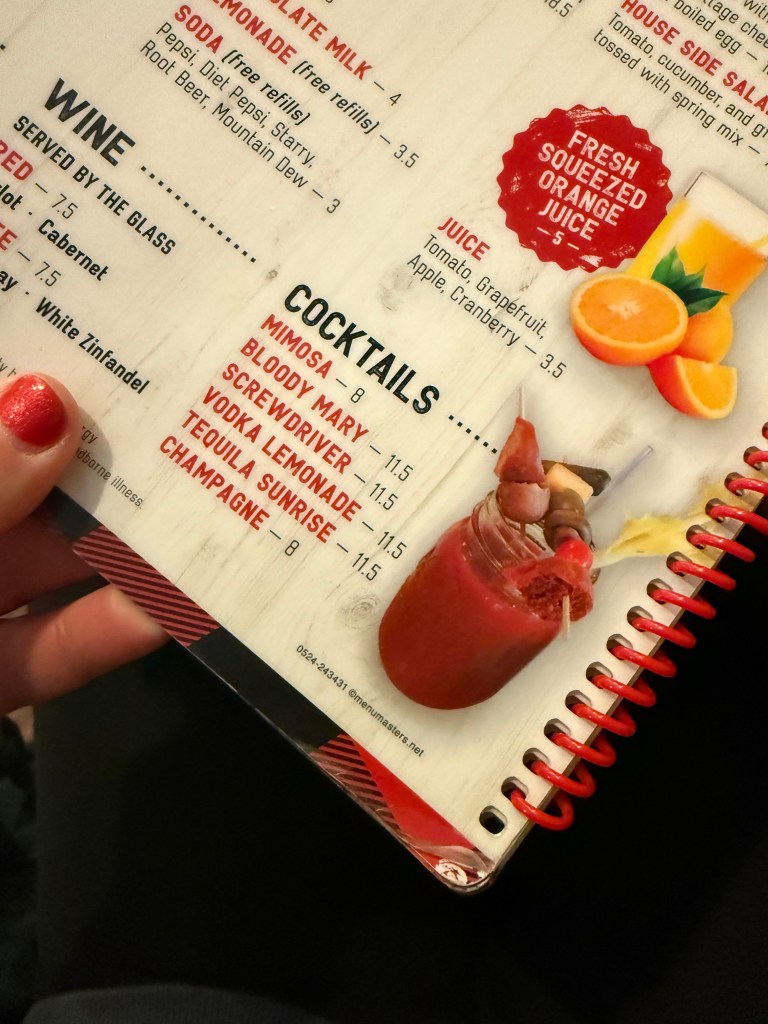 LATE MILK – 4
LEMONADE (free refills) – 3.5
SODA (free refills)
Pepsi, Diet Pepsi, Starry,
Root Beer, Mountain Dew – 3
WINE
SERVED BY THE GLASS
RED – 7.5
Cabernet
– 7.5
White Zinfandel
illness.
COCKTAILS
MIMOSA – 8
BLOODY MARY – 11.5
SCREWDRIVER – 11.5
VODKA LEMONADE – 11.5
TEQUILA SUNRISE – 11.5
CHAMPAGNE – 8
0524-243431 ©menumasters.net
JUICE
Tomato, Grapefruit,
Apple, Cranberry – 3.5
FRESH
SQUEEZED
ORANGE
JUICE
– 5 –
boiled egg –
HOUSE SIDE SALA
Tomato, cucumber, and
tossed with spring mix –